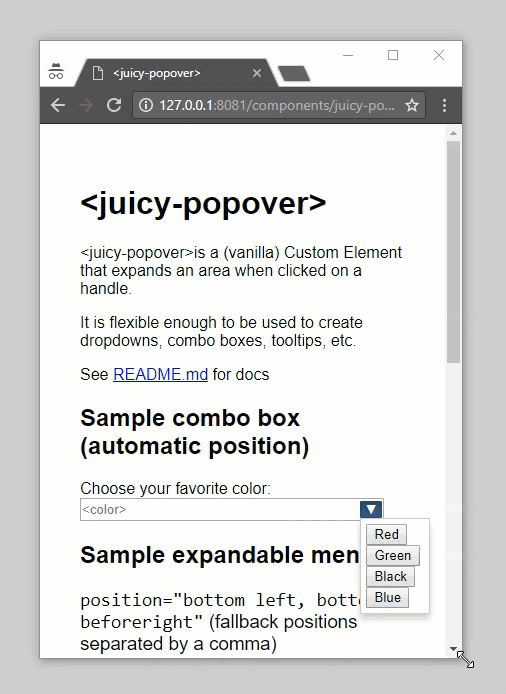 <juicy-popover>
127.0.0.1:8081/components/juicy-po...
<juicy-popover>
<juicy-popover>is a (vanilla) Custom Element
that expands an area when clicked on a
handle.
It is flexible enough to be used to create
dropdowns, combo boxes, tooltips, etc.
See README.md for docs
Sample combo box
(automatic position)
Choose your favorite color:
<color>
Red
Green
Black
Blue
Sample expandable men
position="bottom left, botto
beforeright" (fallback positions
separated by a comma)